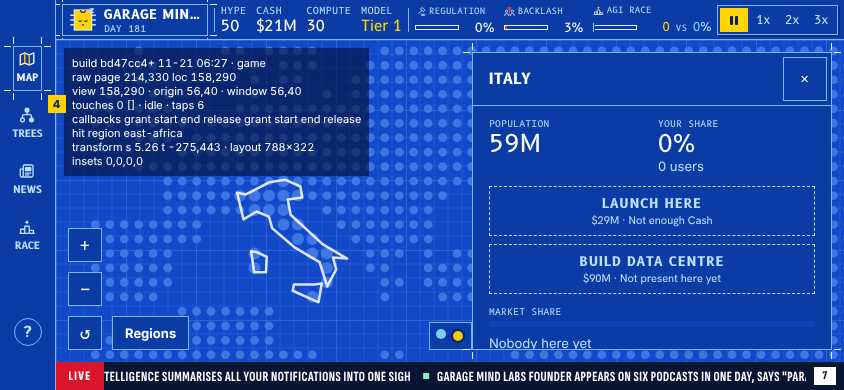 GARAGE MIN...
DAY 181
HYPE
50
CASH
$21M
COMPUTE
30
MODEL
Tier 1
REGULATION
0%
BACKLASH
3%
AGI RACE
0 VS 0%
1x 2x 3x
MAP
4
TREES
NEWS
RACE
?
build bd47cc4+ 11-21 06:27 · game
raw page 214,330 loc 158,290
view 158,290 · origin 56,40 · window 56,40
touches 0 [] · idle · taps 6
callbacks grant start end release grant start end release
hit region east-africa
transform s 5.26 t -275,443 · layout 788×322
insets 0,0,0,0
+
−
↺
Regions
ITALY
×
POPULATION
59M
YOUR SHARE
0%
0 users
LAUNCH HERE
$29M · Not enough Cash
BUILD DATA CENTRE
$90M · Not present here yet
MARKET SHARE
Nobody here yet
LIVE
TELLIGENCE SUMMARISES ALL YOUR NOTIFICATIONS INTO ONE SIGH
GARAGE MIND LABS FOUNDER APPEARS ON SIX PODCASTS IN ONE DAY, SAYS "PAR
7